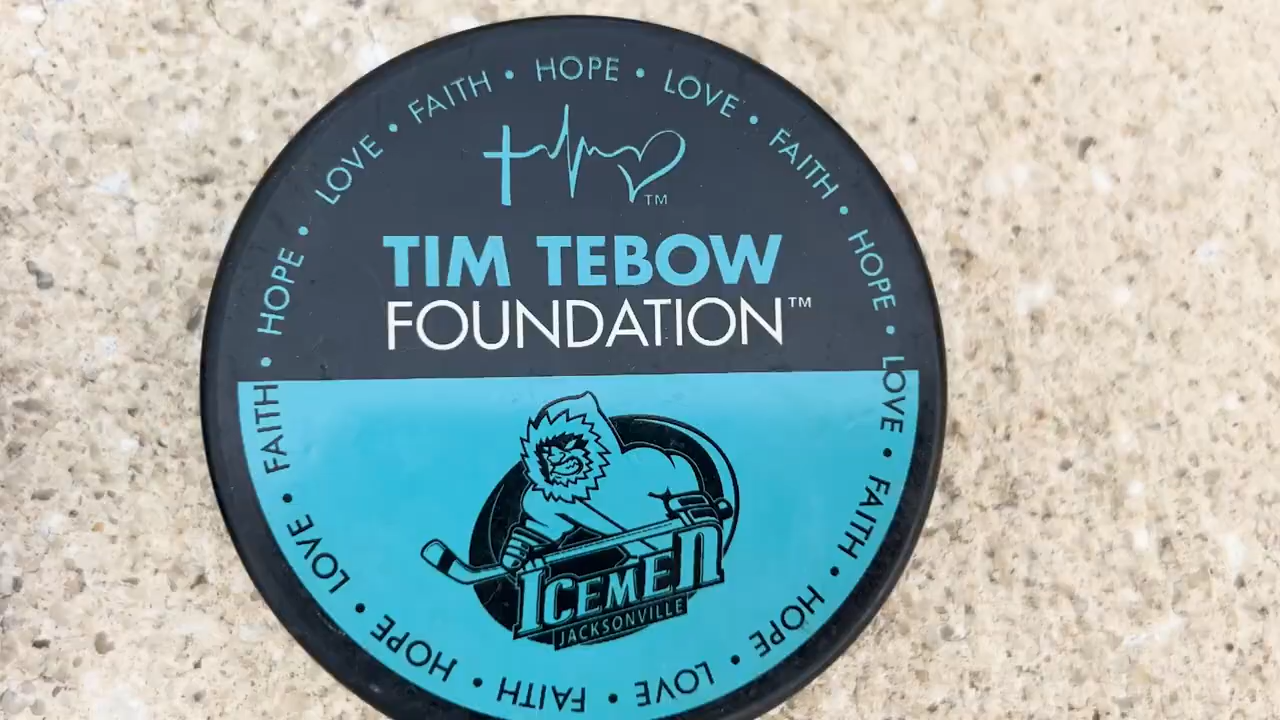 FAITH • HOPE • LOVE • FAITH • HOPE • LOVE • FAITH • HOPE • LOVE • FAITH • HOPE • LOVE • FAITH • HOPE • LOVE •
TM
TIM TEBOW
FOUNDATION™
ICEMEN
JACKSONVILLE